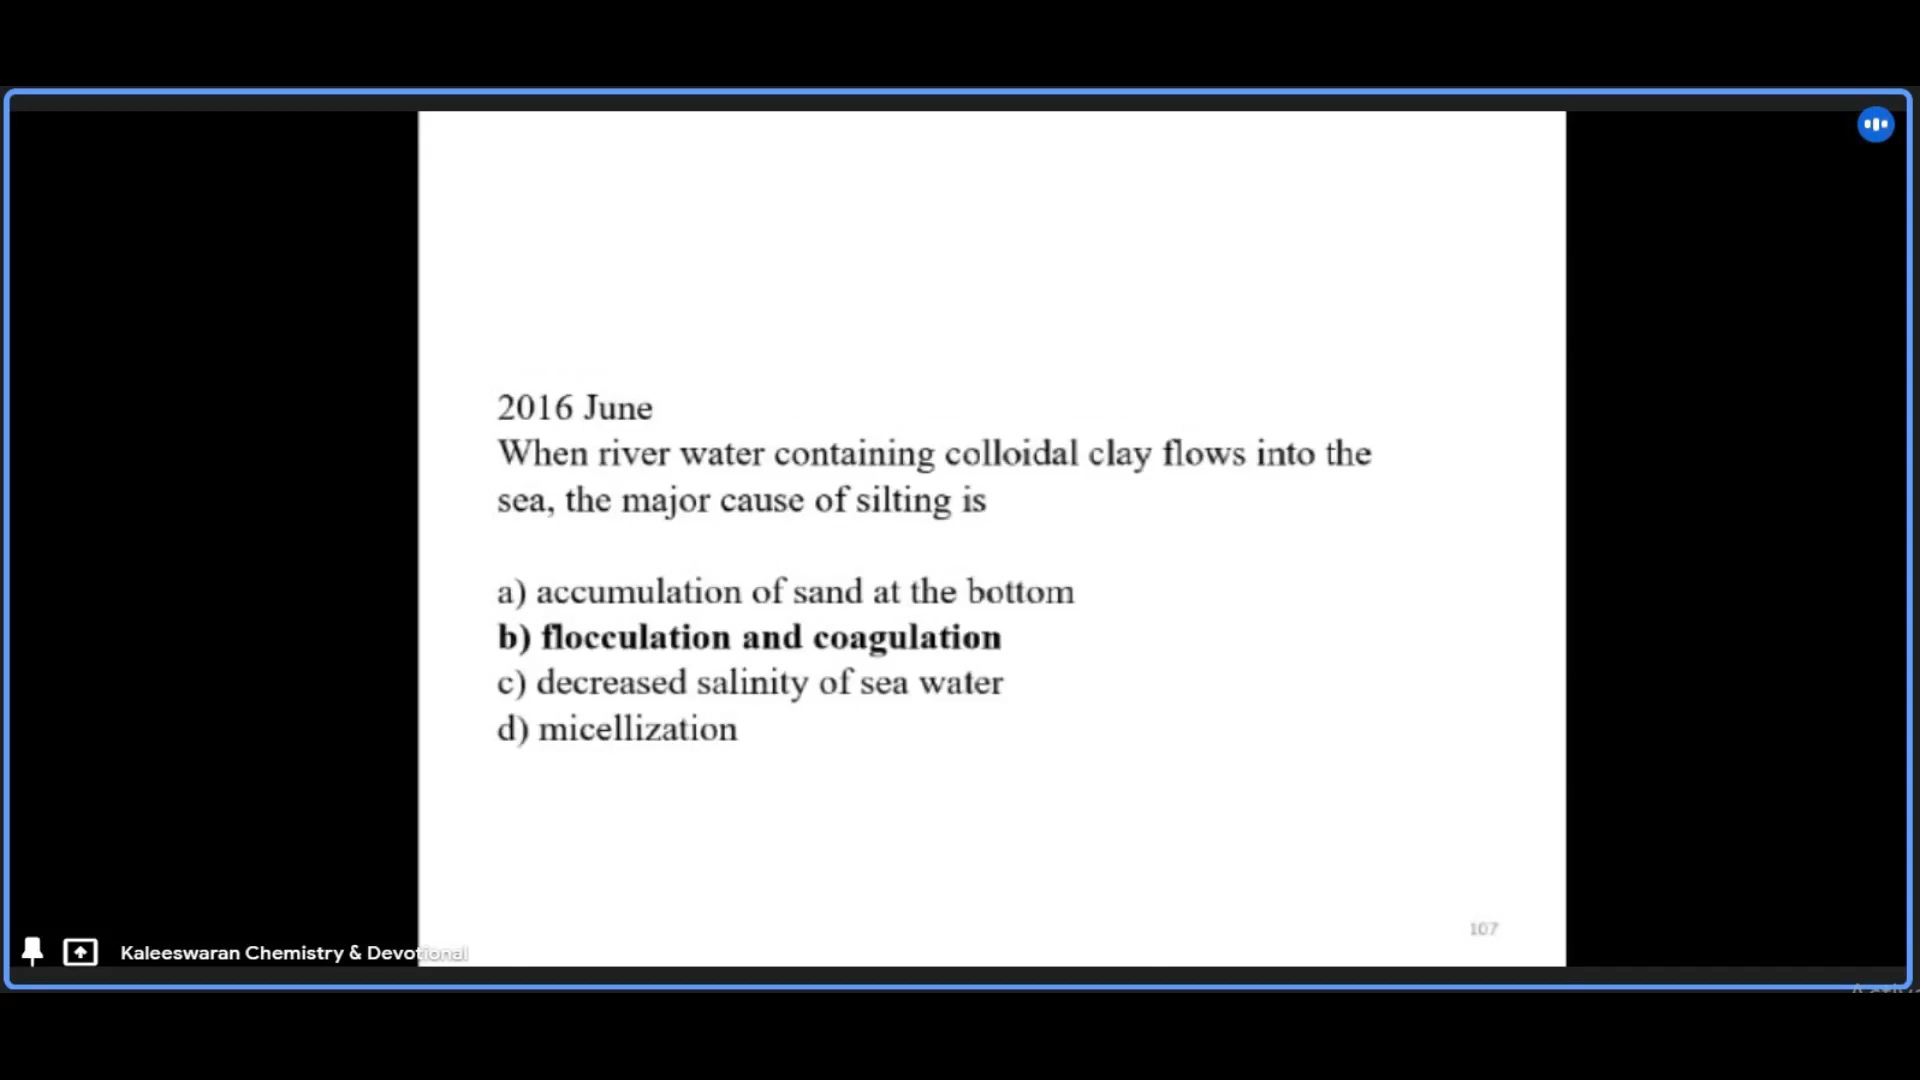 2016 June
When river water containing colloidal clay flows into the
sea, the major cause of silting is
a) accumulation of sand at the bottom
b) flocculation and coagulation
c) decreased salinity of sea water
d) micellization
107
Kaleeswaran Chemistry & Devotional